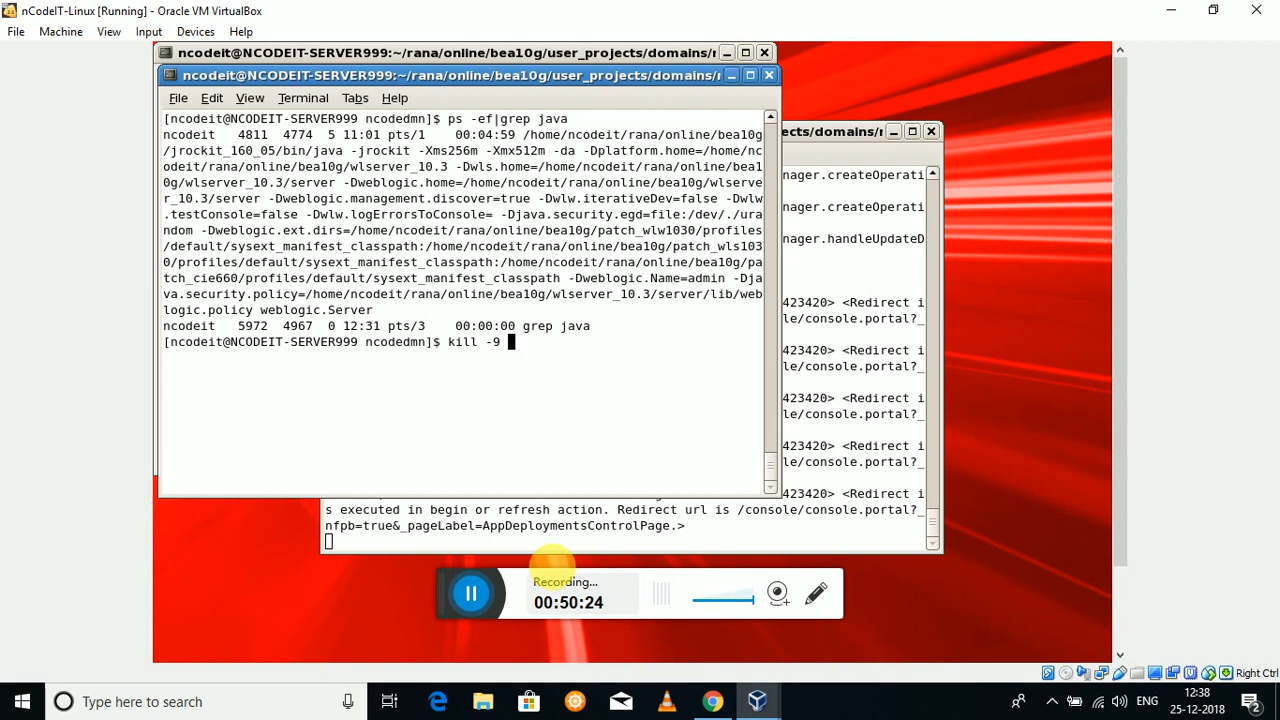 nCodeIT-Linux [Running] - Oracle VM VirtualBox
File Machine View Input Devices Help
ncodeit@NCODEIT-SERVER999:~/rana/online/bea10g/user_projects/domains/r
ncodeit@NCODEIT-SERVER999:~/rana/online/bea10g/user_projects/domains/r
File Edit View Terminal Tabs Help
[ncodeit@NCODEIT-SERVER999 ncodedmn]$ ps -ef|grep java
ncodeit 4811 4774 5 11:01 pts/1 00:04:59 /home/ncodeit/rana/online/bea10g
/jrockit_160_05/bin/java -jrockit -Xms256m -Xmx512m -da -Dplatform.home=/home/nc
odeit/rana/online/bea10g/wlserver_10.3 -Dwls.home=/home/ncodeit/rana/online/bea1
0g/wlserver_10.3/server -Dweblogic.home=/home/ncodeit/rana/online/bea10g/wlserve
r_10.3/server -Dweblogic.management.discover=true -Dwlw.iterativeDev=false -Dwlw
.testConsole=false -Dwlw.logErrorsToConsole= -Djava.security.egd=file:/dev/./ura
ndom -Dweblogic.ext.dirs=/home/ncodeit/rana/online/bea10g/patch_wlw1030/profiles
/default/sysext_manifest_classpath:/home/ncodeit/rana/online/bea10g/patch_wls103
0/profiles/default/sysext_manifest_classpath:/home/ncodeit/rana/online/bea10g/pa
tch_cie660/profiles/default/sysext_manifest_classpath -Dweblogic.Name=admin -Dja
va.security.policy=/home/ncodeit/rana/online/bea10g/wlserver_10.3/server/lib/web
logic.policy weblogic.Server
ncodeit 5972 4967 0 12:31 pts/3 00:00:00 grep java
[ncodeit@NCODEIT-SERVER999 ncodedmn]$ kill -9
jects/domains/r
nager.createOperati
nager.createOperati
nager.handleUpdateD
423420> <Redirect i
le/console.portal?_
423420> <Redirect i
le/console.portal?_
423420> <Redirect i
le/console.portal?_
423420> <Redirect i
le/console.portal?_
423420> <Redirect i
s executed in begin or refresh action. Redirect url is /console/console.portal?_
nfpb=true&_pageLabel=AppDeploymentsControlPage.>
Recording...
00:50:24
Right Ctrl
Type here to search
ENG
12:38
25-12-2018
2